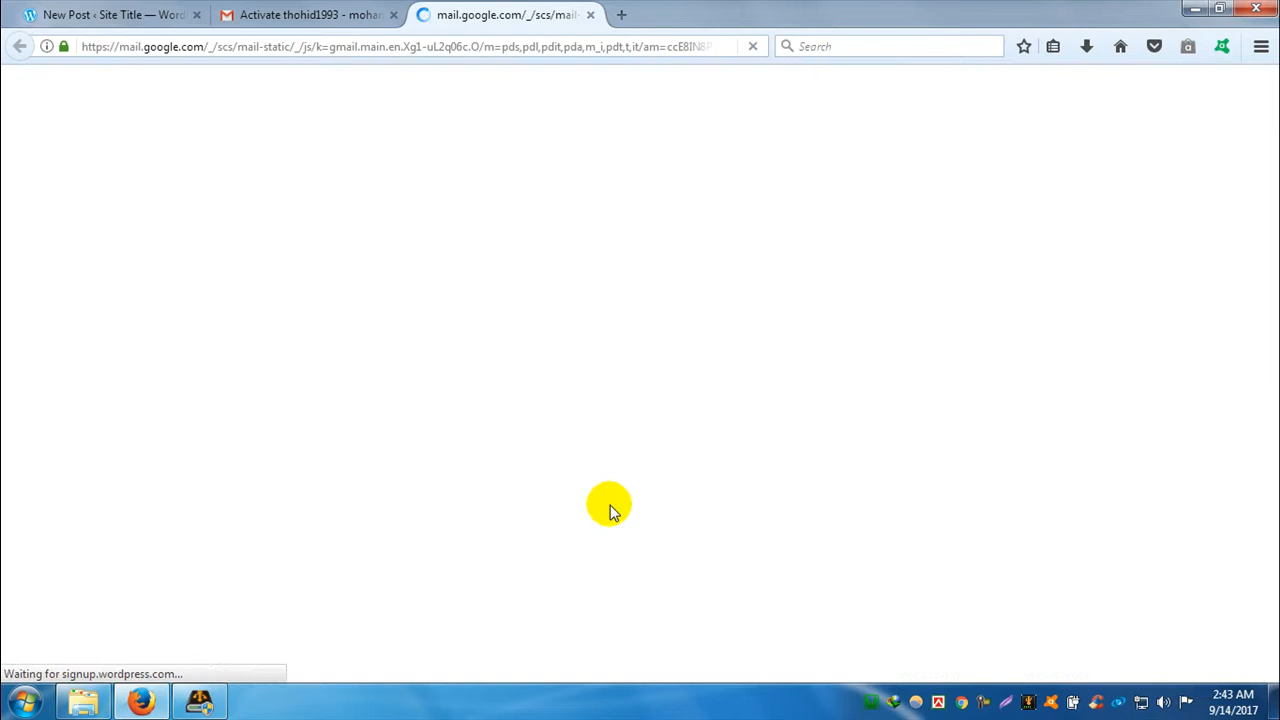 New Post ‹ Site Title — Word
Activate thohid1993 - mohan
mail.google.com/_/scs/mail-
https://mail.google.com/_/scs/mail-static/_/js/k=gmail.main.en.Xg1-uL2q06c.O/m=pds,pdl,pdit,pda,m_i,pdt,t,it/am=ccE8IN8P
Search
Waiting for signup.wordpress.com...
2:43 AM
9/14/2017